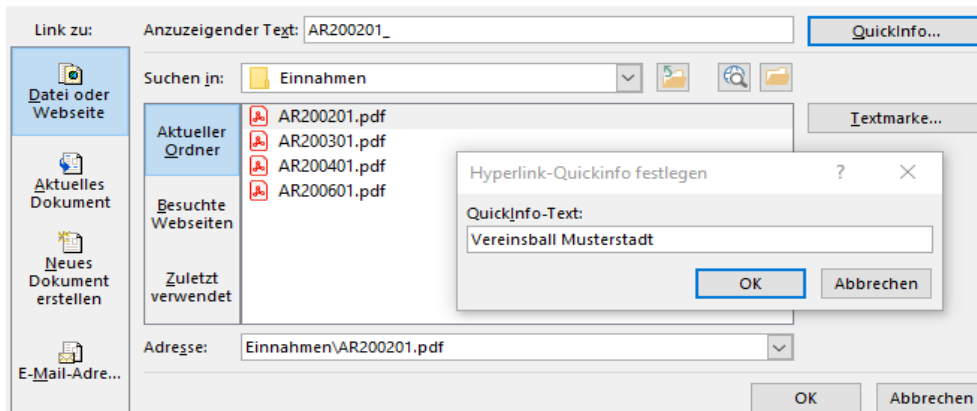 Link zu:
Anzuzeigender Text: AR200201_
QuickInfo...
Datei oder
Webseite
Aktuelles
Dokument
Neues
Dokument
erstellen
E-Mail-Adre...
Suchen in: Einnahmen
Aktueller
Ordner
Besuchte
Webseiten
Zuletzt
verwendet
AR200201.pdf
AR200301.pdf
AR200401.pdf
AR200601.pdf
Textmarke...
Hyperlink-Quickinfo festlegen ?
QuickInfo-Text:
Vereinsball Musterstadt
OK Abbrechen
Adresse: Einnahmen\AR200201.pdf
OK Abbrechen